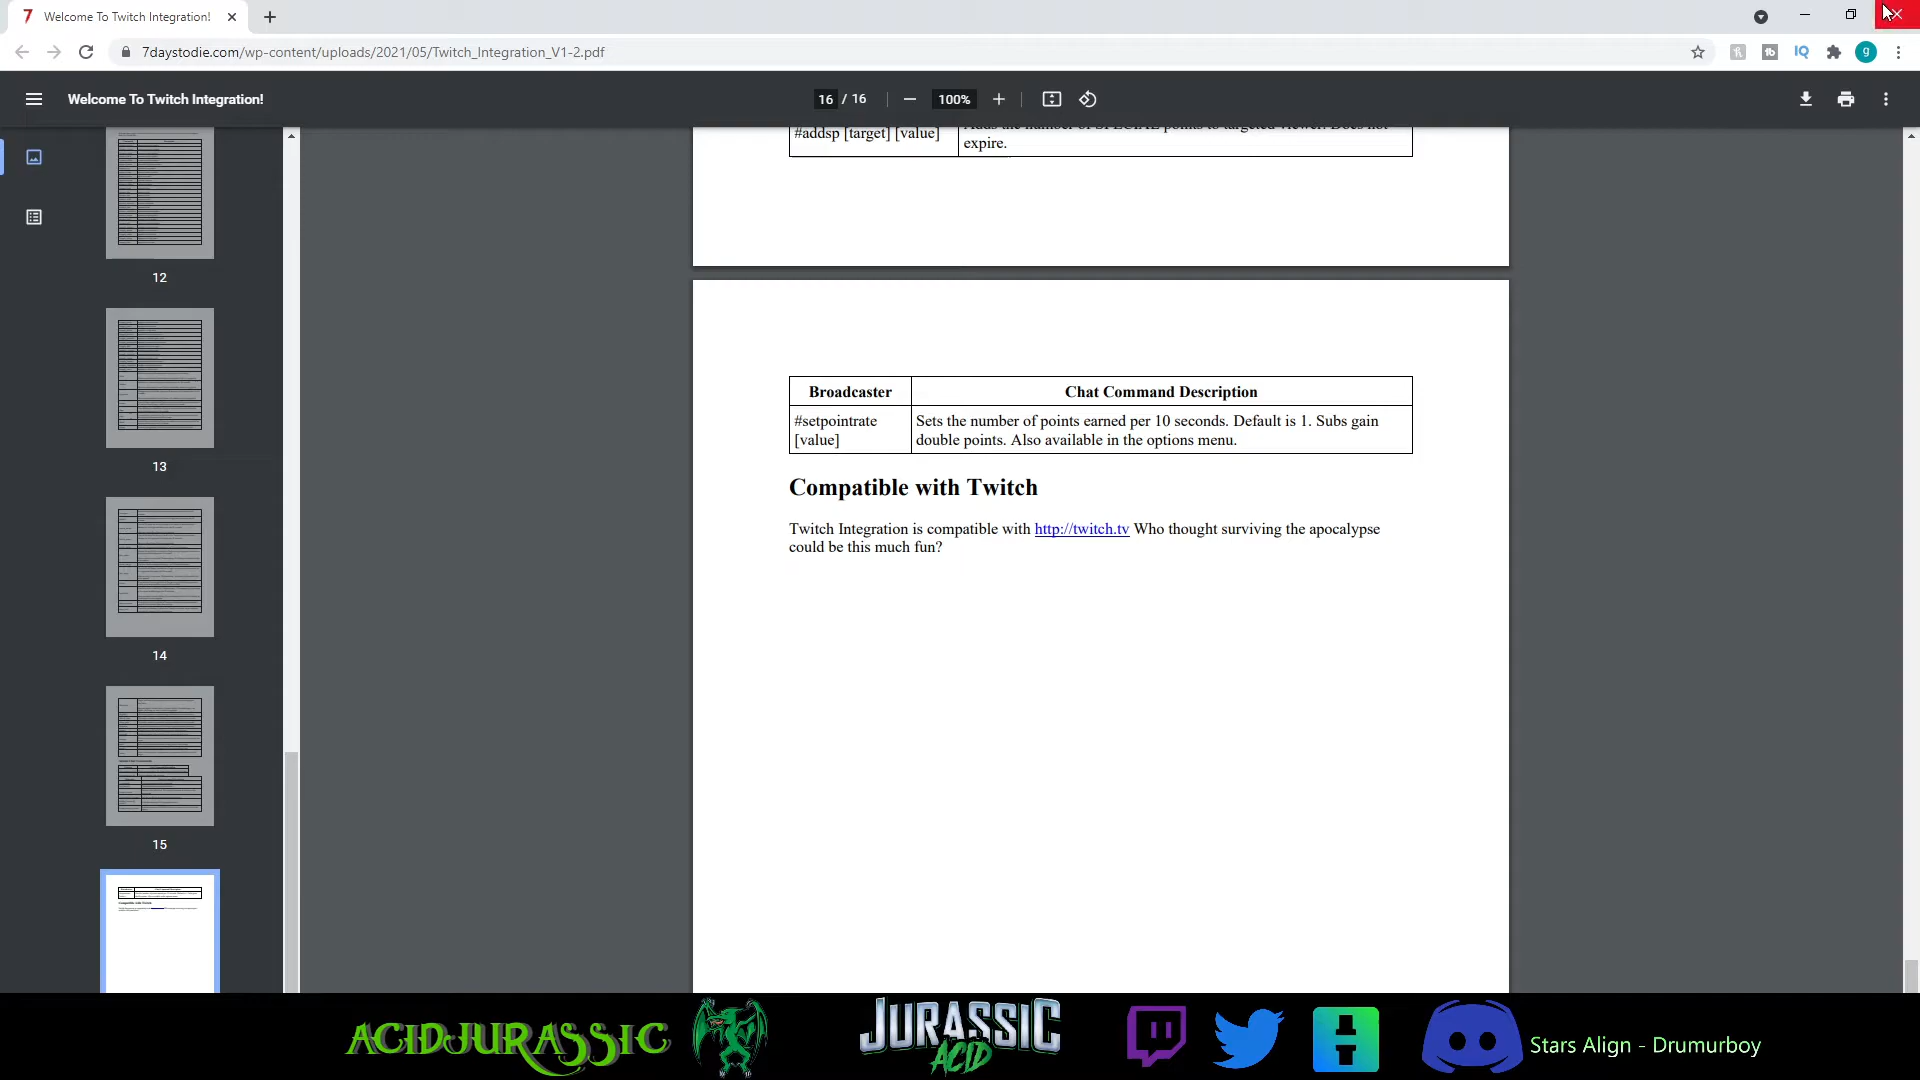 7 Welcome To Twitch Integration!
7daystodie.com/wp-content/uploads/2021/05/Twitch_Integration_V1-2.pdf
tb IQ g
Welcome To Twitch Integration!
16 / 16
100%
#addsp [target] [value]
Adds the number of SPECIAL points to targeted viewer. Does not
expire.
12
13
14
15
Broadcaster
Chat Command Description
#setpointrate
[value]
Sets the number of points earned per 10 seconds. Default is 1. Subs gain
double points. Also available in the options menu.
Compatible with Twitch
Twitch Integration is compatible with http://twitch.tv Who thought surviving the apocalypse
could be this much fun?
ACIDJURASSIC
JURASSIC
ACID
Stars Align - Drumurboy